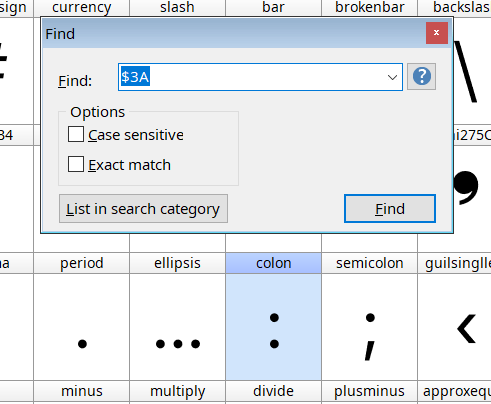 sign currency slash bar brokenbar backslas
Find
Find: $3A
Options
Case sensitive
Exact match
List in search category Find
# \
34 ni275C
❜
na period ellipsis colon semicolon guilsinglle
. … : ; ‹
minus multiply divide plusminus approxequ